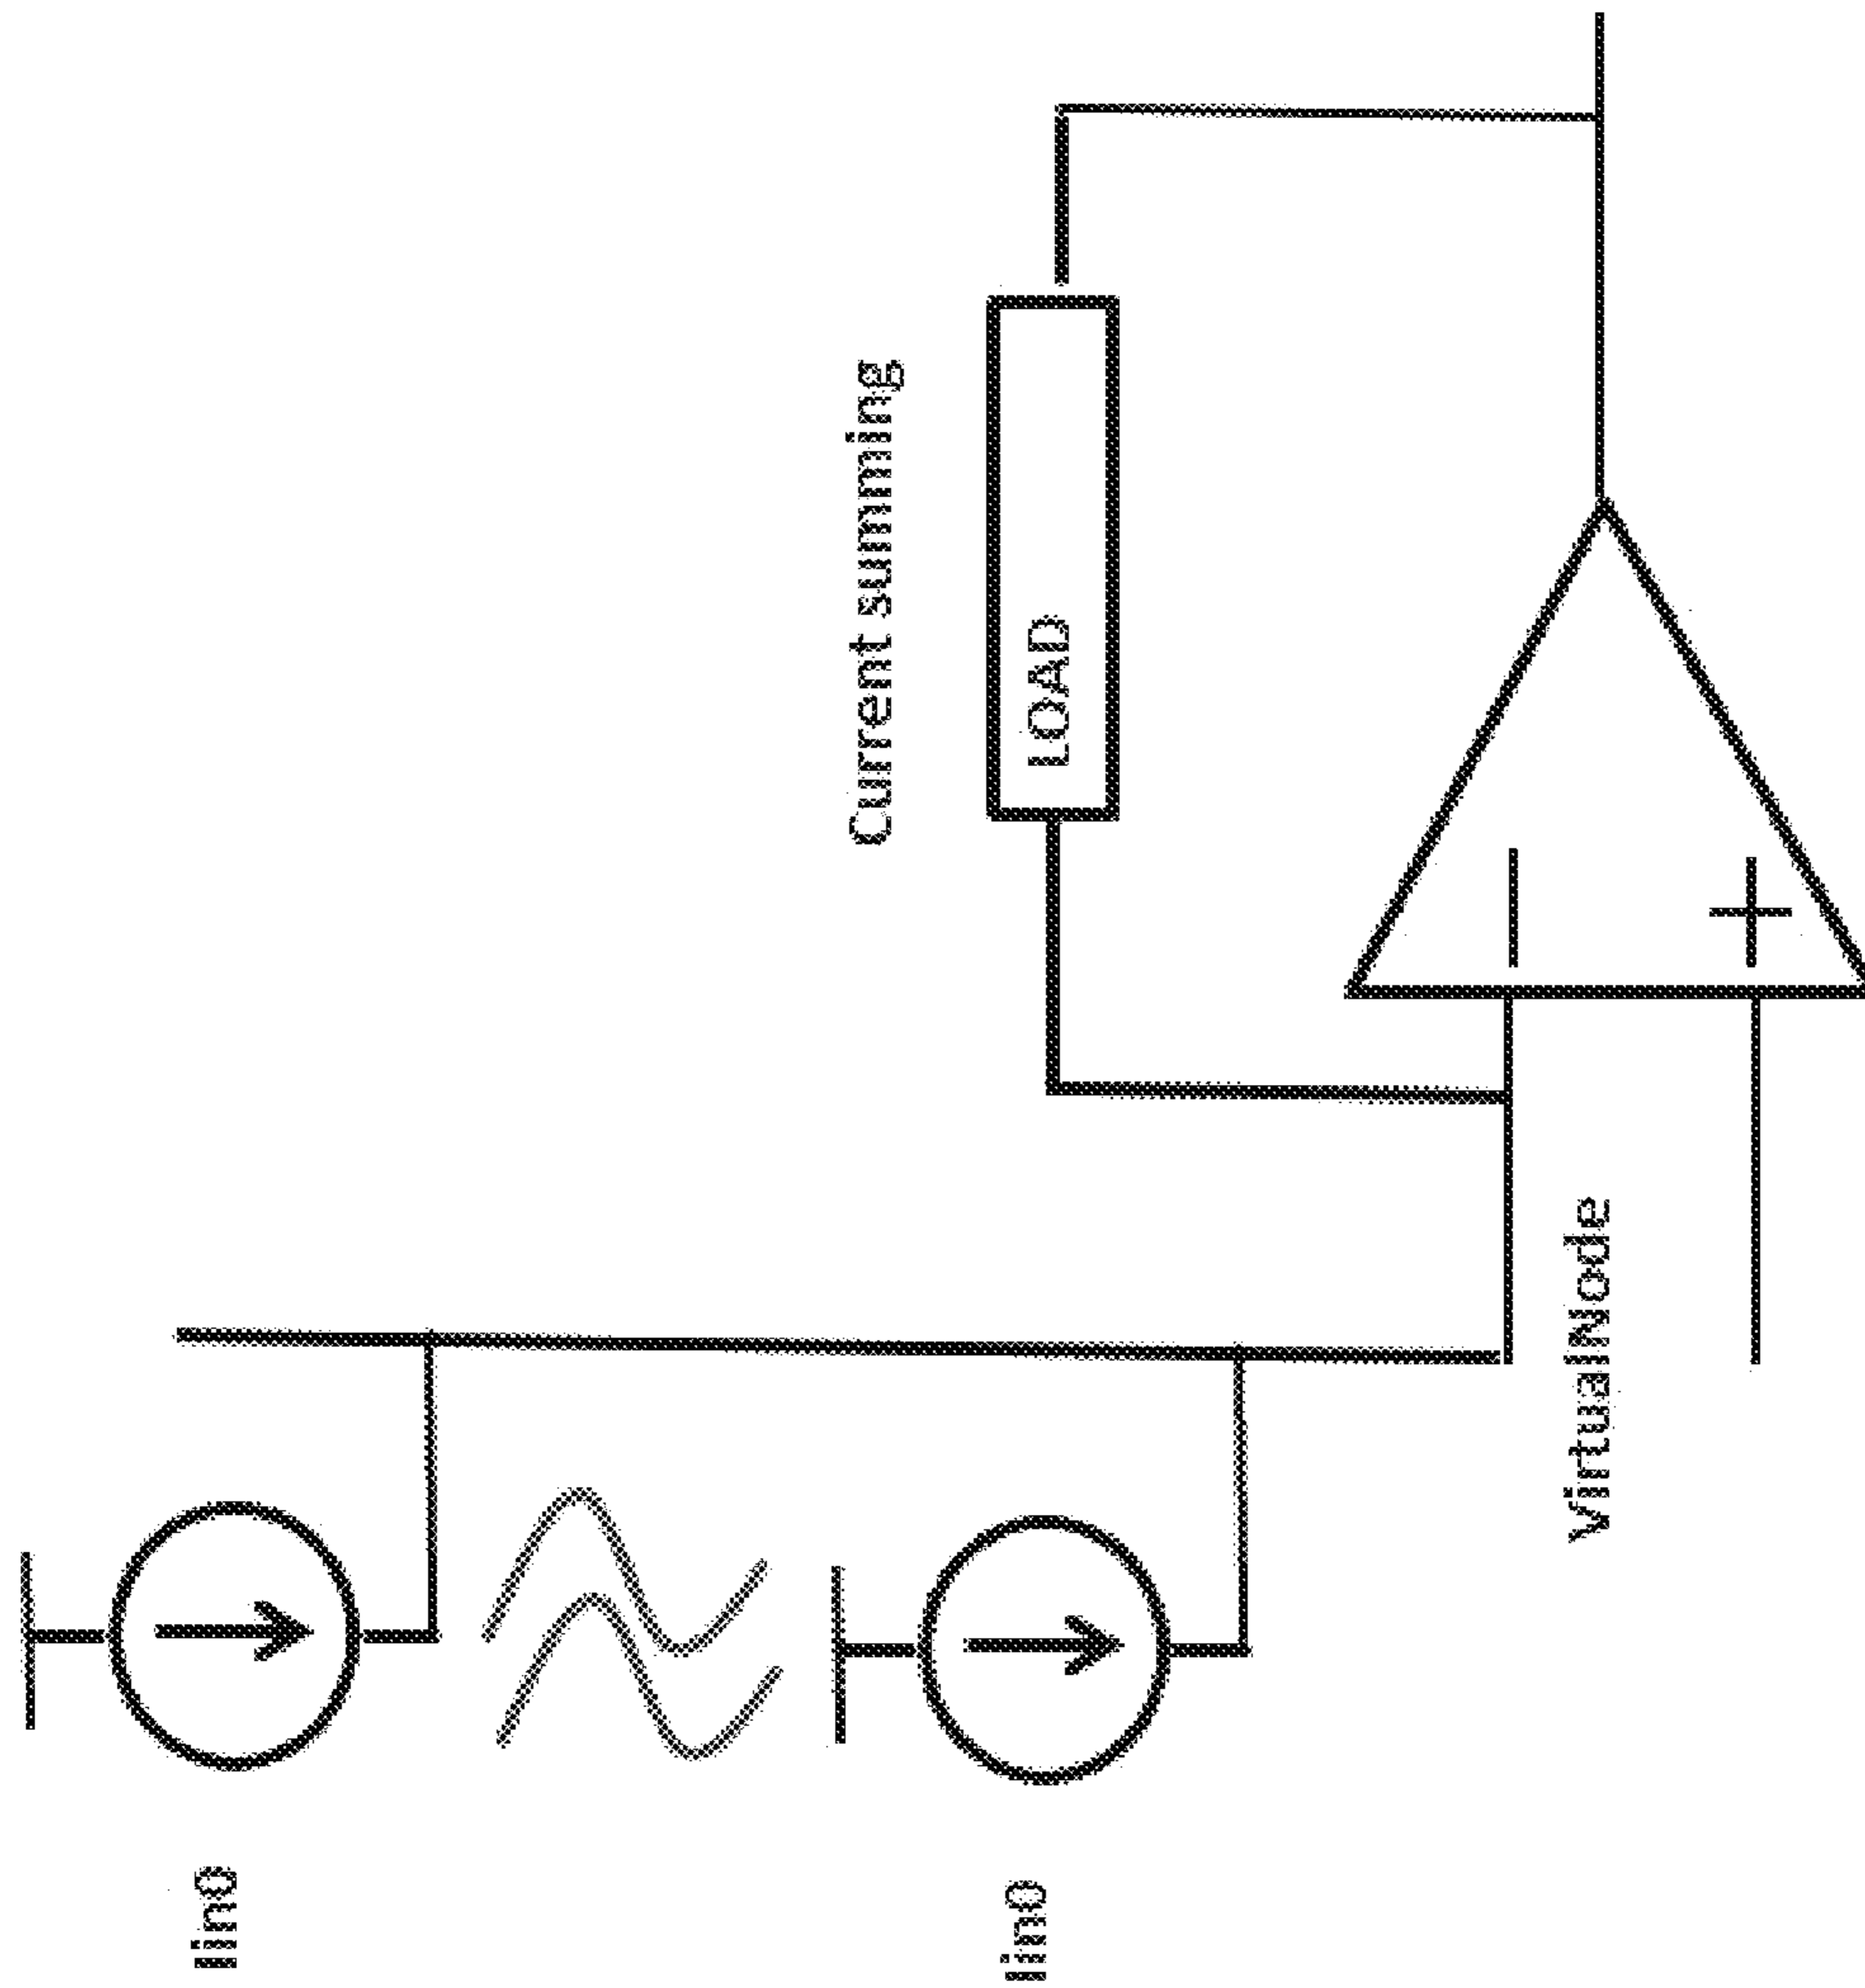 Current summing
LOAD
Iin0
Iin0
VirtualNode
−
+